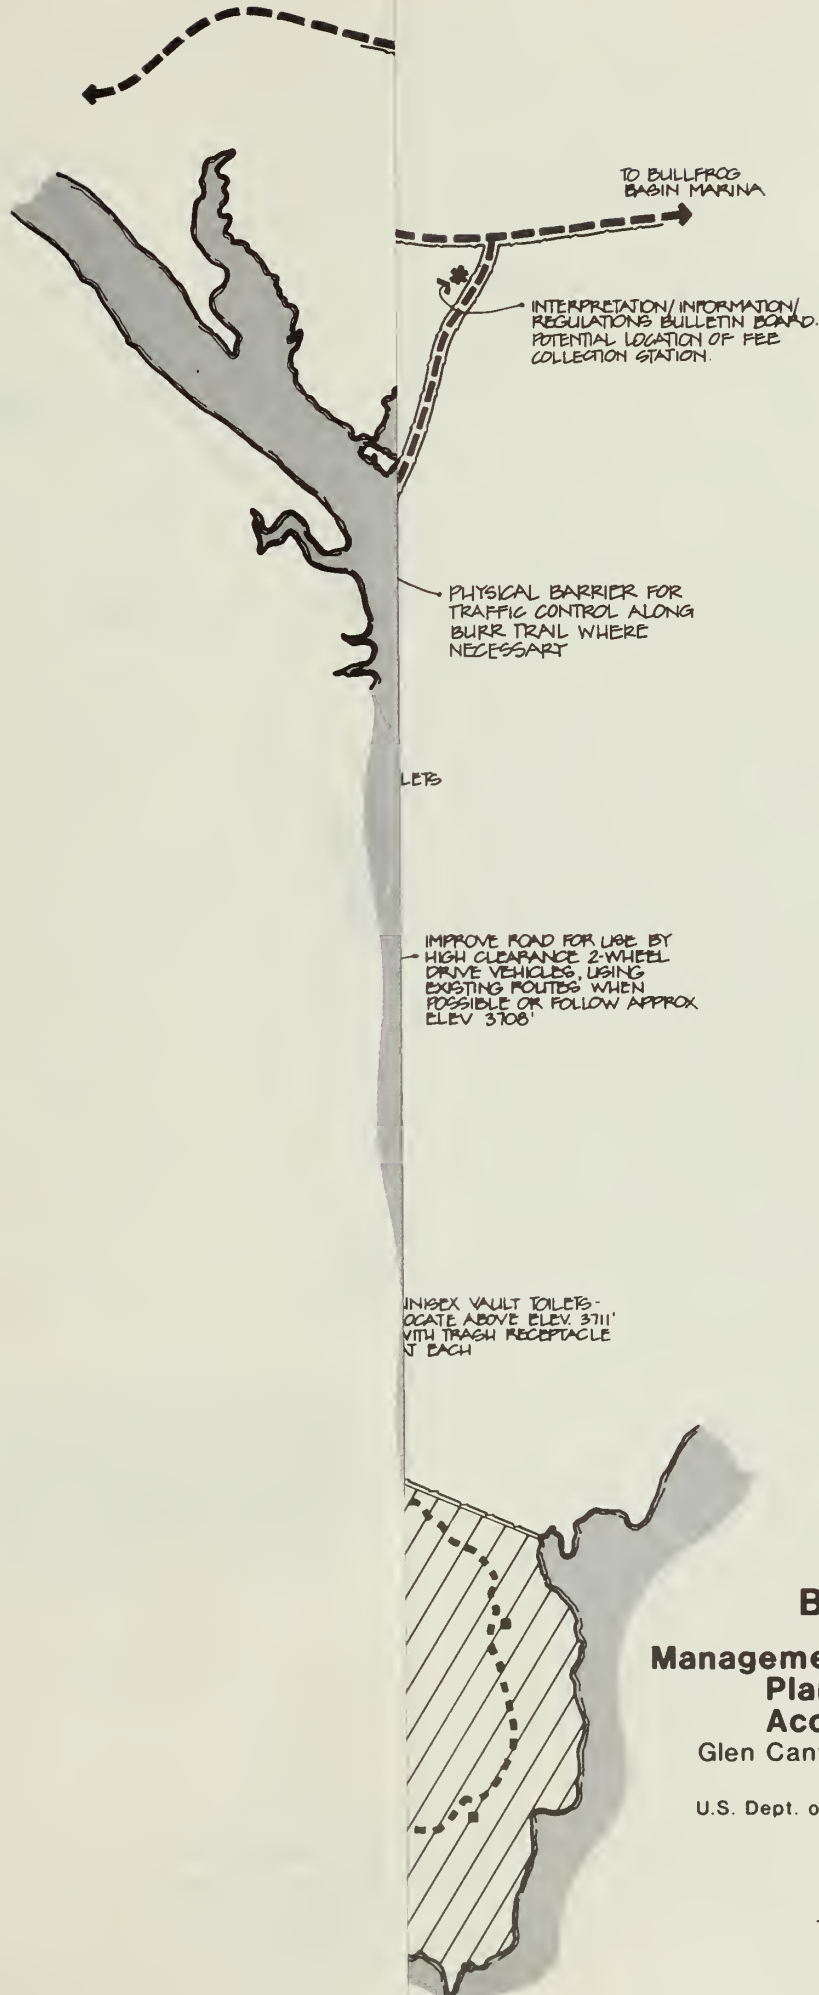 TO BULLFROG
BASIN MARINA
INTERPRETATION/INFORMATION/
REGULATIONS BULLETIN BOARD.
POTENTIAL LOCATION OF FEE
COLLECTION STATION.
PHYSICAL BARRIER FOR
TRAFFIC CONTROL ALONG
BURR TRAIL WHERE
NECESSARY
LETS
IMPROVE ROAD FOR USE BY
HIGH CLEARANCE 2-WHEEL
DRIVE VEHICLES, USING
EXISTING ROUTES WHEN
POSSIBLE OR FOLLOW APPROX
ELEV 3708'
UNISEX VAULT TOILETS-
OCATE ABOVE ELEV. 3711'
WITH TRASH RECEPTACLE
AT EACH
B
Manageme
Pla
Acc
Glen Can
U.S. Dept. o